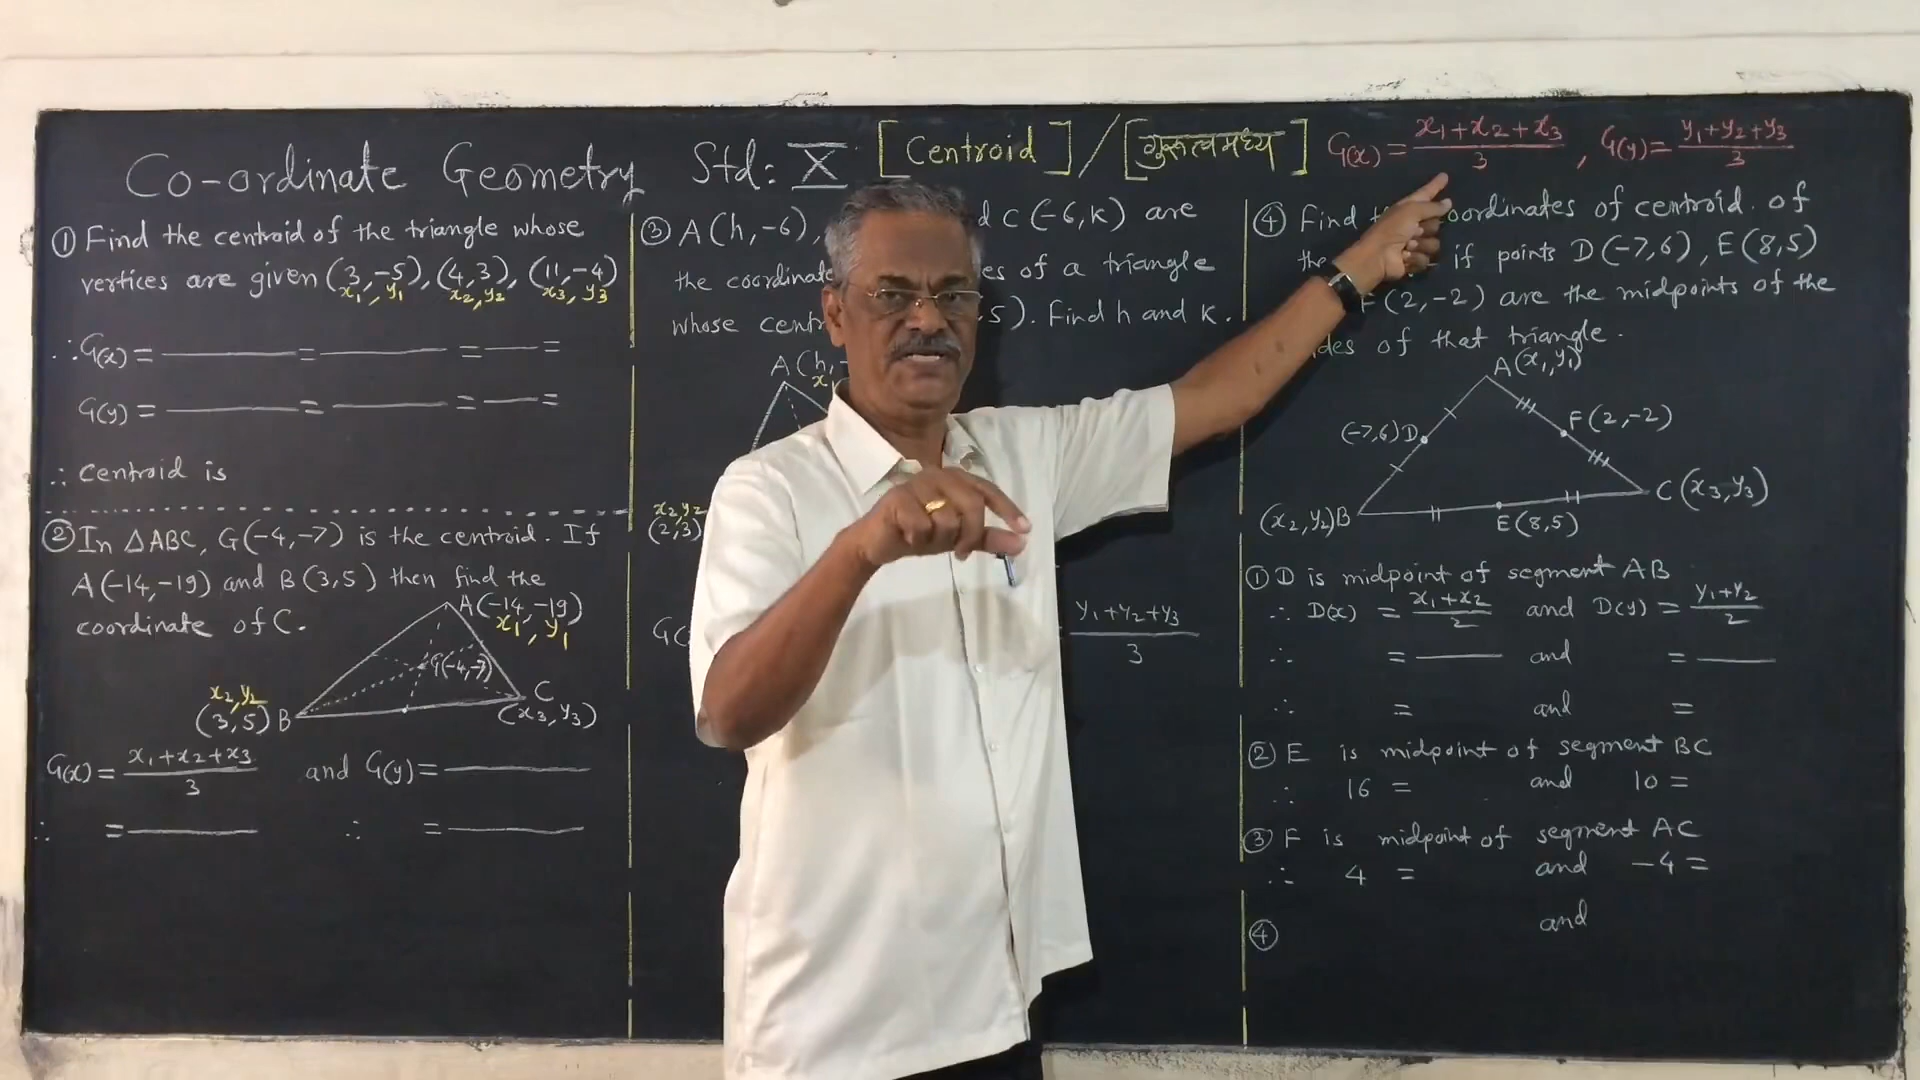 Co-ordinate Geometry Std: X [Centroid] / [गुरूत्वमध्य] G(x) = x₁+x₂+x₃/3 , G(y) = y₁+y₂+y₃/3
① Find the centroid of the triangle whose
vertices are given (3,-5), (4,3), (11,-4)
x₁, y₁ x₂, y₂ x₃, y₃
∴ G(x) = ——— = ——— = — =
G(y) = ——— = ——— = — =
∴ Centroid is
② In △ABC, G(-4,-7) is the centroid. If
A(-14,-19) and B(3,5) then find the
coordinate of C.
A(-14,-19)
x₁, y₁
G(-4,-7)
x₂, y₂
(3,5) B
C
(x₃, y₃)
G(x) = x₁+x₂+x₃/3 and G(y) = ———
∴ = ——— ∴ = ———
③ A(h,-6), C(-6,k) are
the of a triangle
whose 5). Find h and k.
A(h,
x₂, y₂
(2,3)
y₁+y₂+y₃/3
④ Find coordinates of centroid of
the if points D(-7,6), E(8,5)
F(2,-2) are the midpoints of the
of that triangle.
A(x₁, y₁)
(-7,6) D
F(2,-2)
C(x₃, y₃)
(x₂, y₂) B
E(8,5)
① D is midpoint of segment AB
∴ D(x) = x₁+x₂/2 and D(y) = y₁+y₂/2
∴ = ——— and = ———
∴ = and =
② E is midpoint of segment BC
∴ 16 = and 10 =
③ F is midpoint of segment AC
∴ 4 = and -4 =
④ and